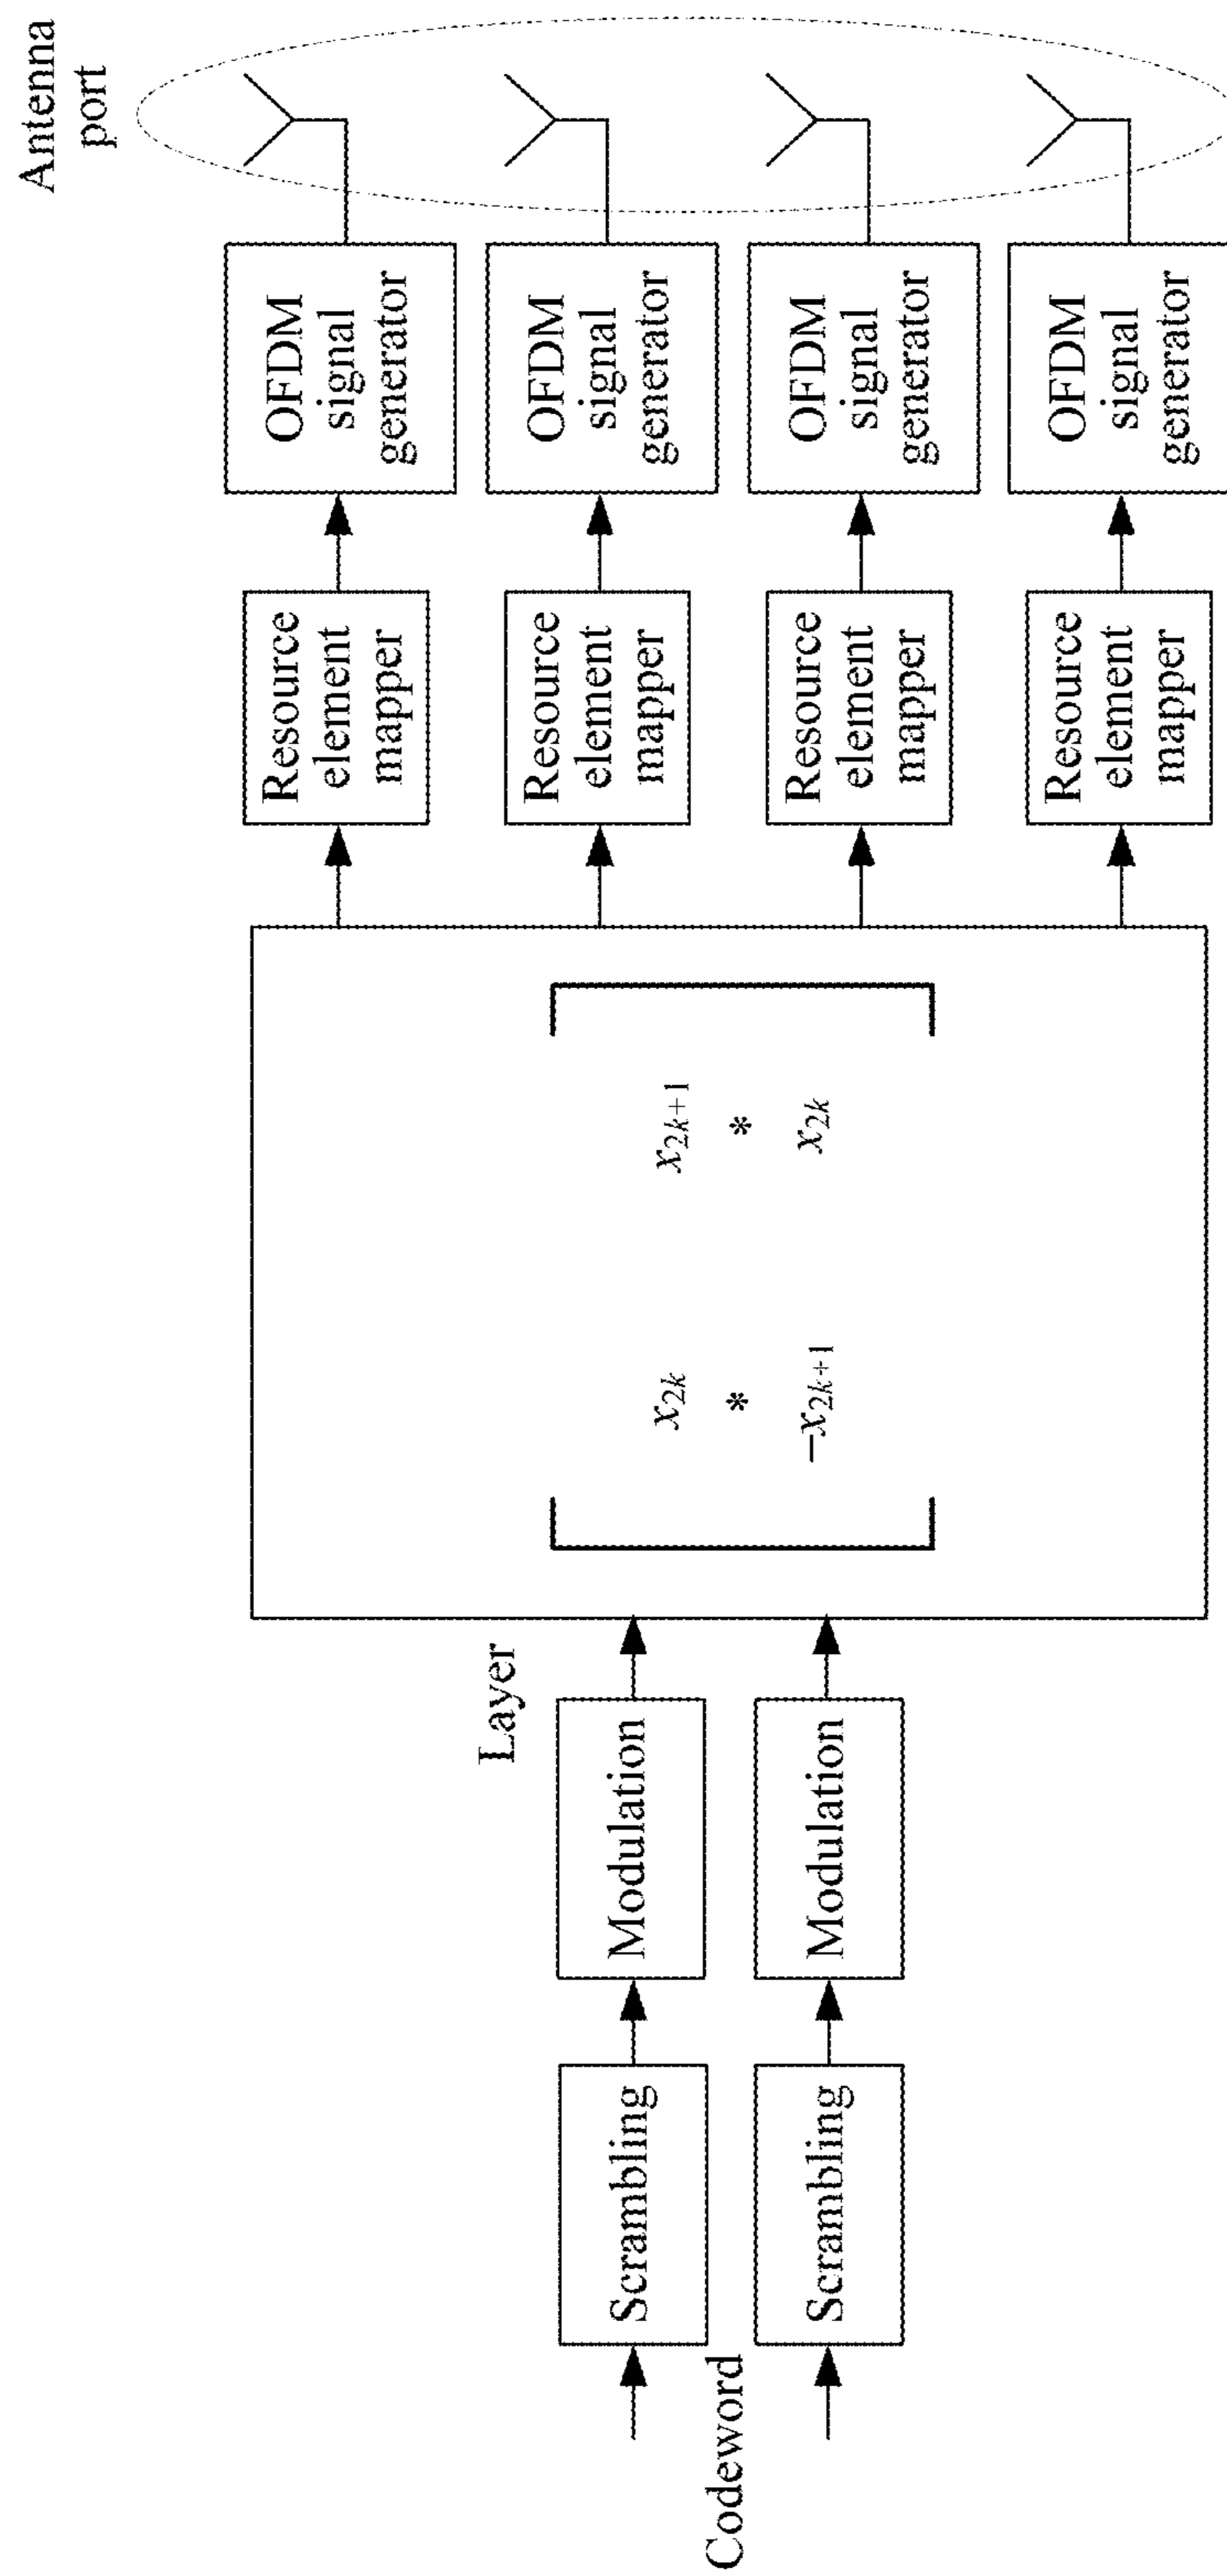 Codeword
Scrambling
Scrambling
Modulation
Modulation
Layer
x2k x2k+1
* *
−x2k+1 x2k
Resource
element
mapper
Resource
element
mapper
Resource
element
mapper
Resource
element
mapper
OFDM
signal
generator
OFDM
signal
generator
OFDM
signal
generator
OFDM
signal
generator
Antenna
port